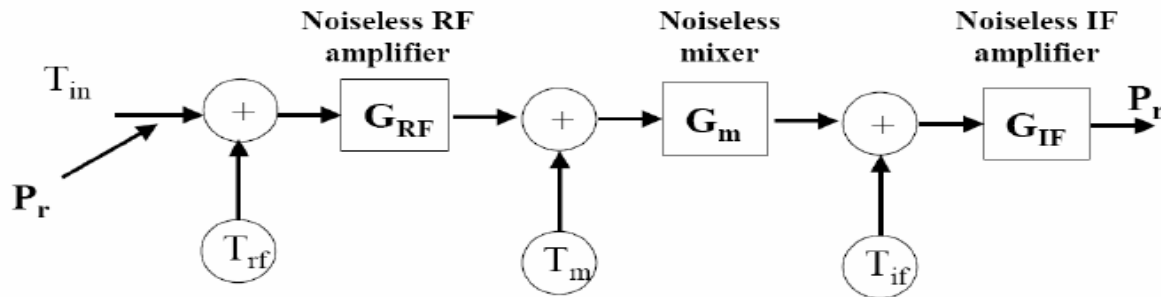 Noiseless RF
amplifier
Noiseless
mixer
Noiseless IF
amplifier
T_in
+
G_RF
+
G_m
+
G_IF
P_r
P_r
T_rf
T_m
T_if